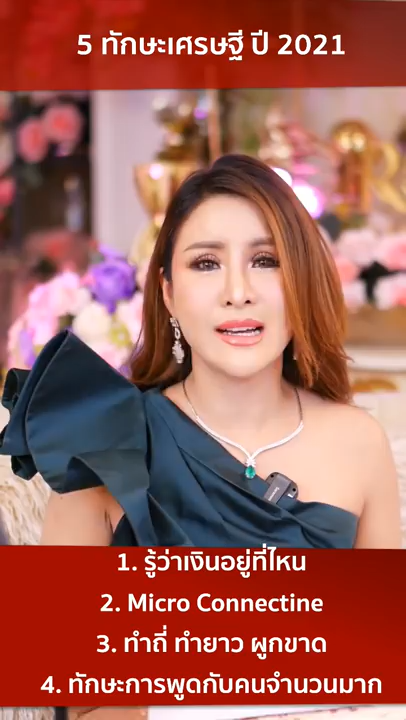 5 ทักษะเศรษฐี ปี 2021
1. รู้ว่าเงินอยู่ที่ไหน
2. Micro Connectine
3. ทำถี่ ทำยาว ผูกขาด
4. ทักษะการพูดกับคนจำนวนมาก